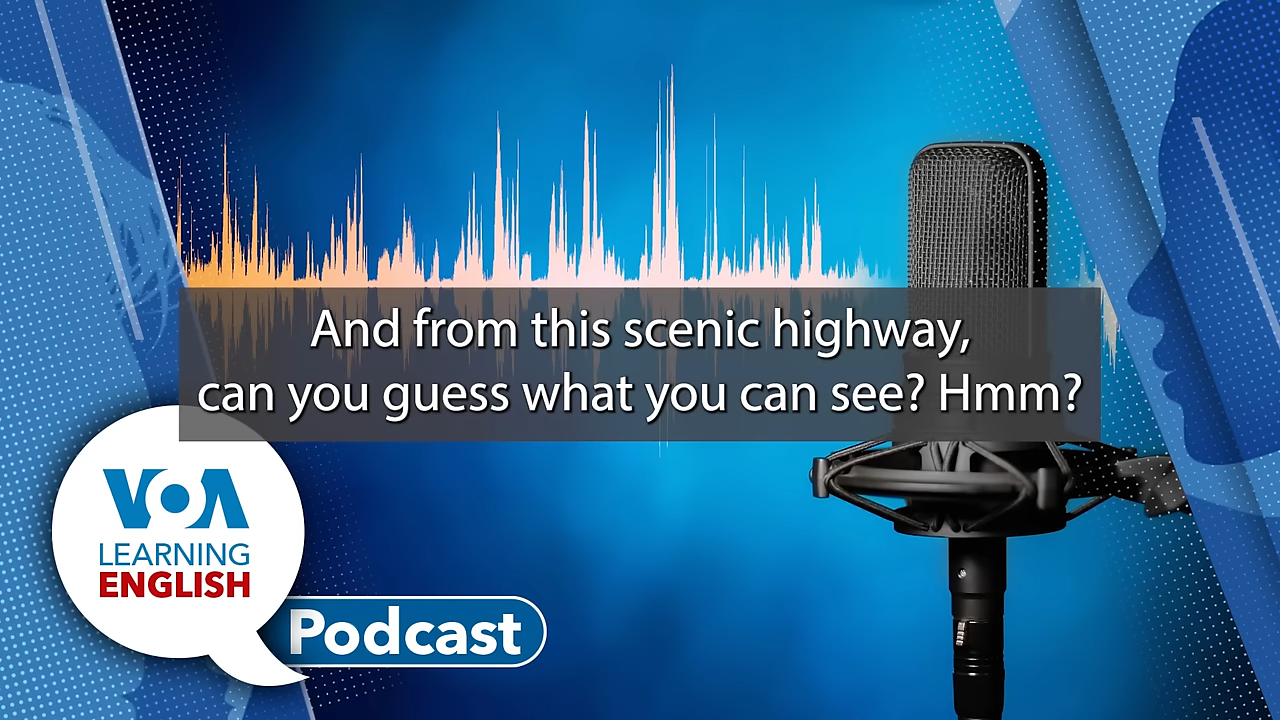 And from this scenic highway,
can you guess what you can see? Hmm?
VOA
LEARNING
ENGLISH
Podcast